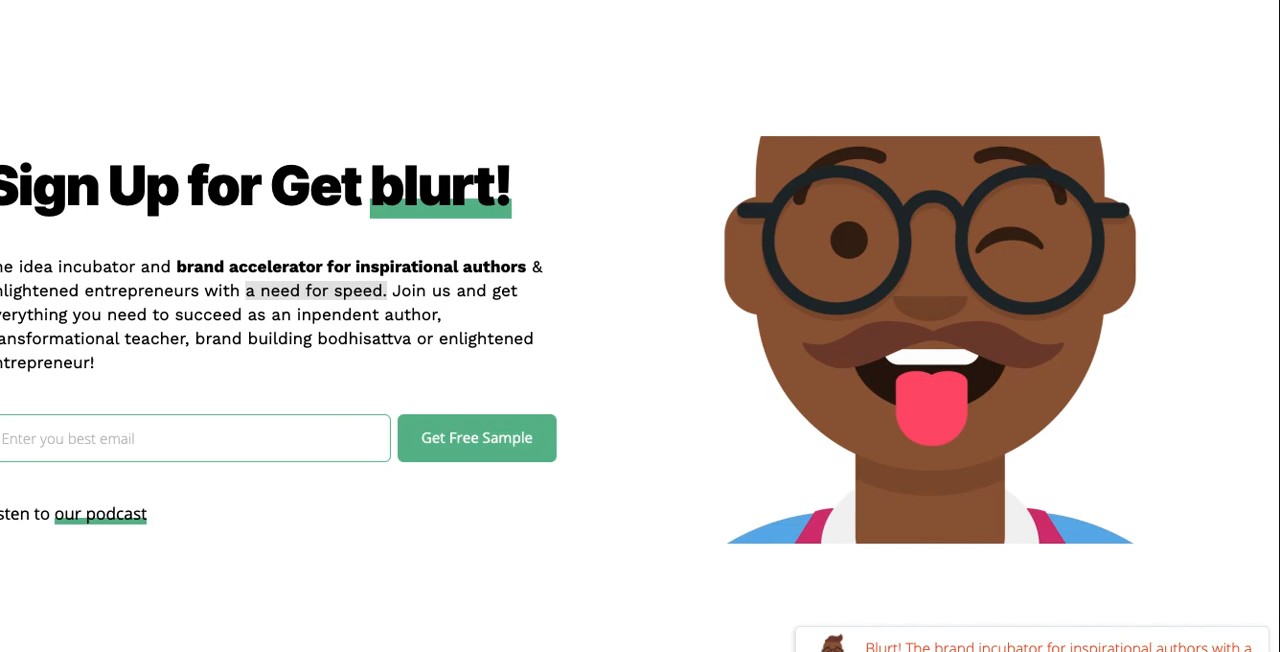 Sign Up for Get blurt!
he idea incubator and brand accelerator for inspirational authors &
nlightened entrepreneurs with a need for speed. Join us and get
verything you need to succeed as an inpendent author,
ansformational teacher, brand building bodhisattva or enlightened
ntrepreneur!
Enter you best email
Get Free Sample
sten to our podcast
Blurt! The brand incubator for inspirational authors with a